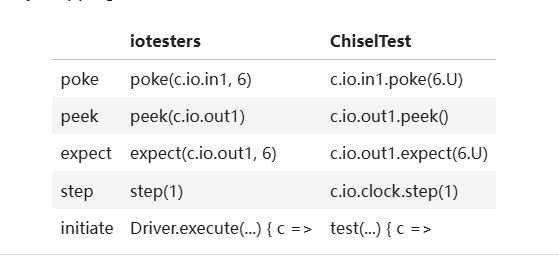 iotesters ChiselTest
poke poke(c.io.in1, 6) c.io.in1.poke(6.U)
peek peek(c.io.out1) c.io.out1.peek()
expect expect(c.io.out1, 6) c.io.out1.expect(6.U)
step step(1) c.io.clock.step(1)
initiate Driver.execute(...) { c => test(...) { c =>